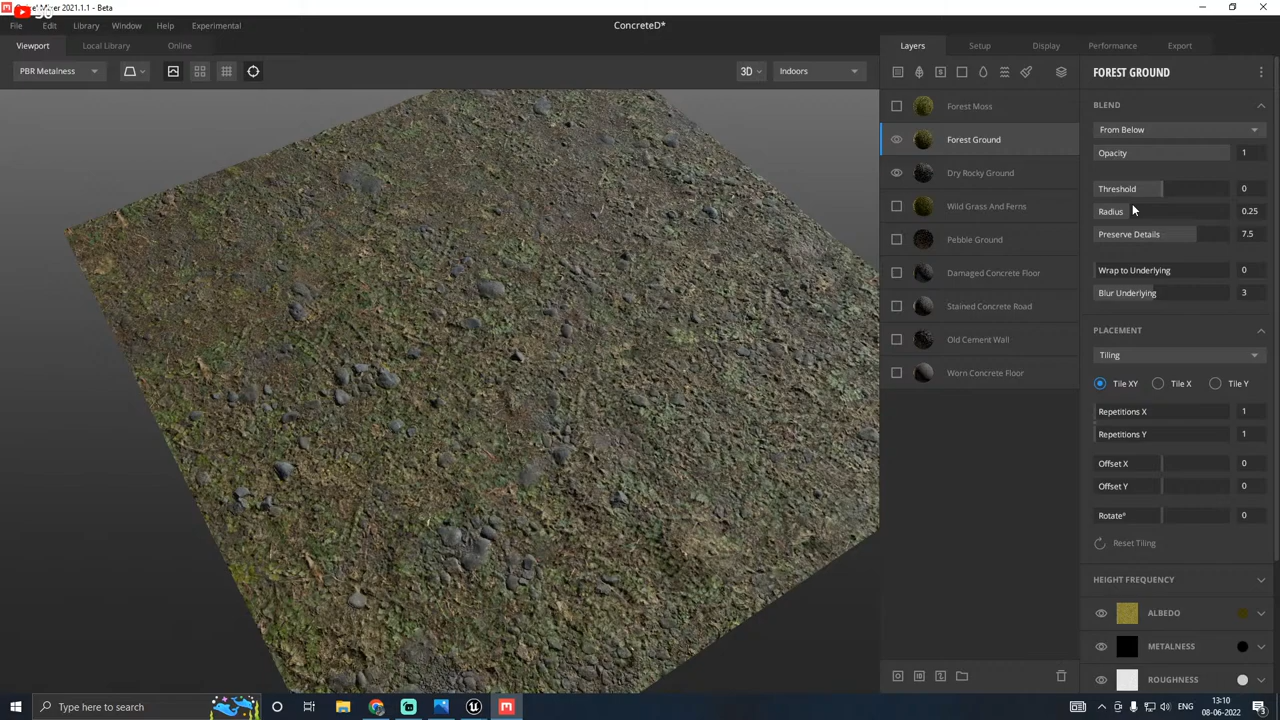 Mixer 2021.1.1 - Beta
File Edit Library Window Help Experimental
ConcreteD*
Viewport Local Library Online
Layers Setup Display Performance Export
PBR Metalness
3D Indoors
FOREST GROUND
BLEND
Forest Moss
From Below
Forest Ground
Opacity 1
Dry Rocky Ground
Threshold 0
Wild Grass And Ferns
Radius 0.25
Pebble Ground
Preserve Details 7.5
Damaged Concrete Floor
Wrap to Underlying 0
Blur Underlying 3
Stained Concrete Road
PLACEMENT
Old Cement Wall
Tiling
Worn Concrete Floor
Tile XY Tile X Tile Y
Repetitions X 1
Repetitions Y 1
Offset X 0
Offset Y 0
Rotate° 0
Reset Tiling
HEIGHT FREQUENCY
ALBEDO
METALNESS
ROUGHNESS
Type here to search
ENG
13:10
08-06-2022
3